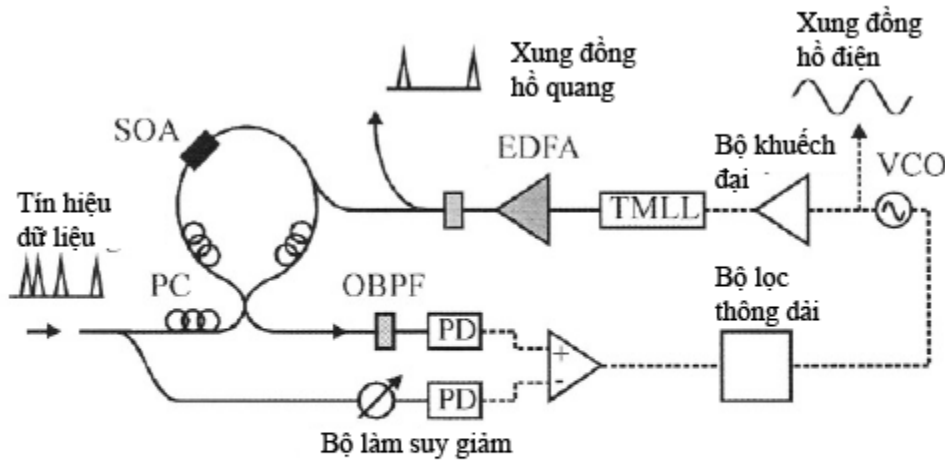 Xung đồng
hồ quang
Xung đồng
hồ điện
SOA
EDFA
Bộ khuếch
đại
VCO
Tín hiệu
dữ liệu
TMLL
PC
OBPF
Bộ lọc
thông dải
PD
+
-
PD
Bộ làm suy giảm